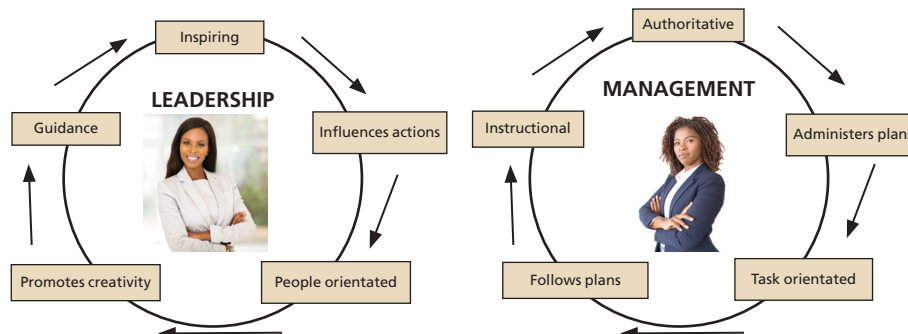 Inspiring
LEADERSHIP
Guidance
Influences actions
Promotes creativity
People orientated
Authoritative
MANAGEMENT
Instructional
Administers plans
Follows plans
Task orientated